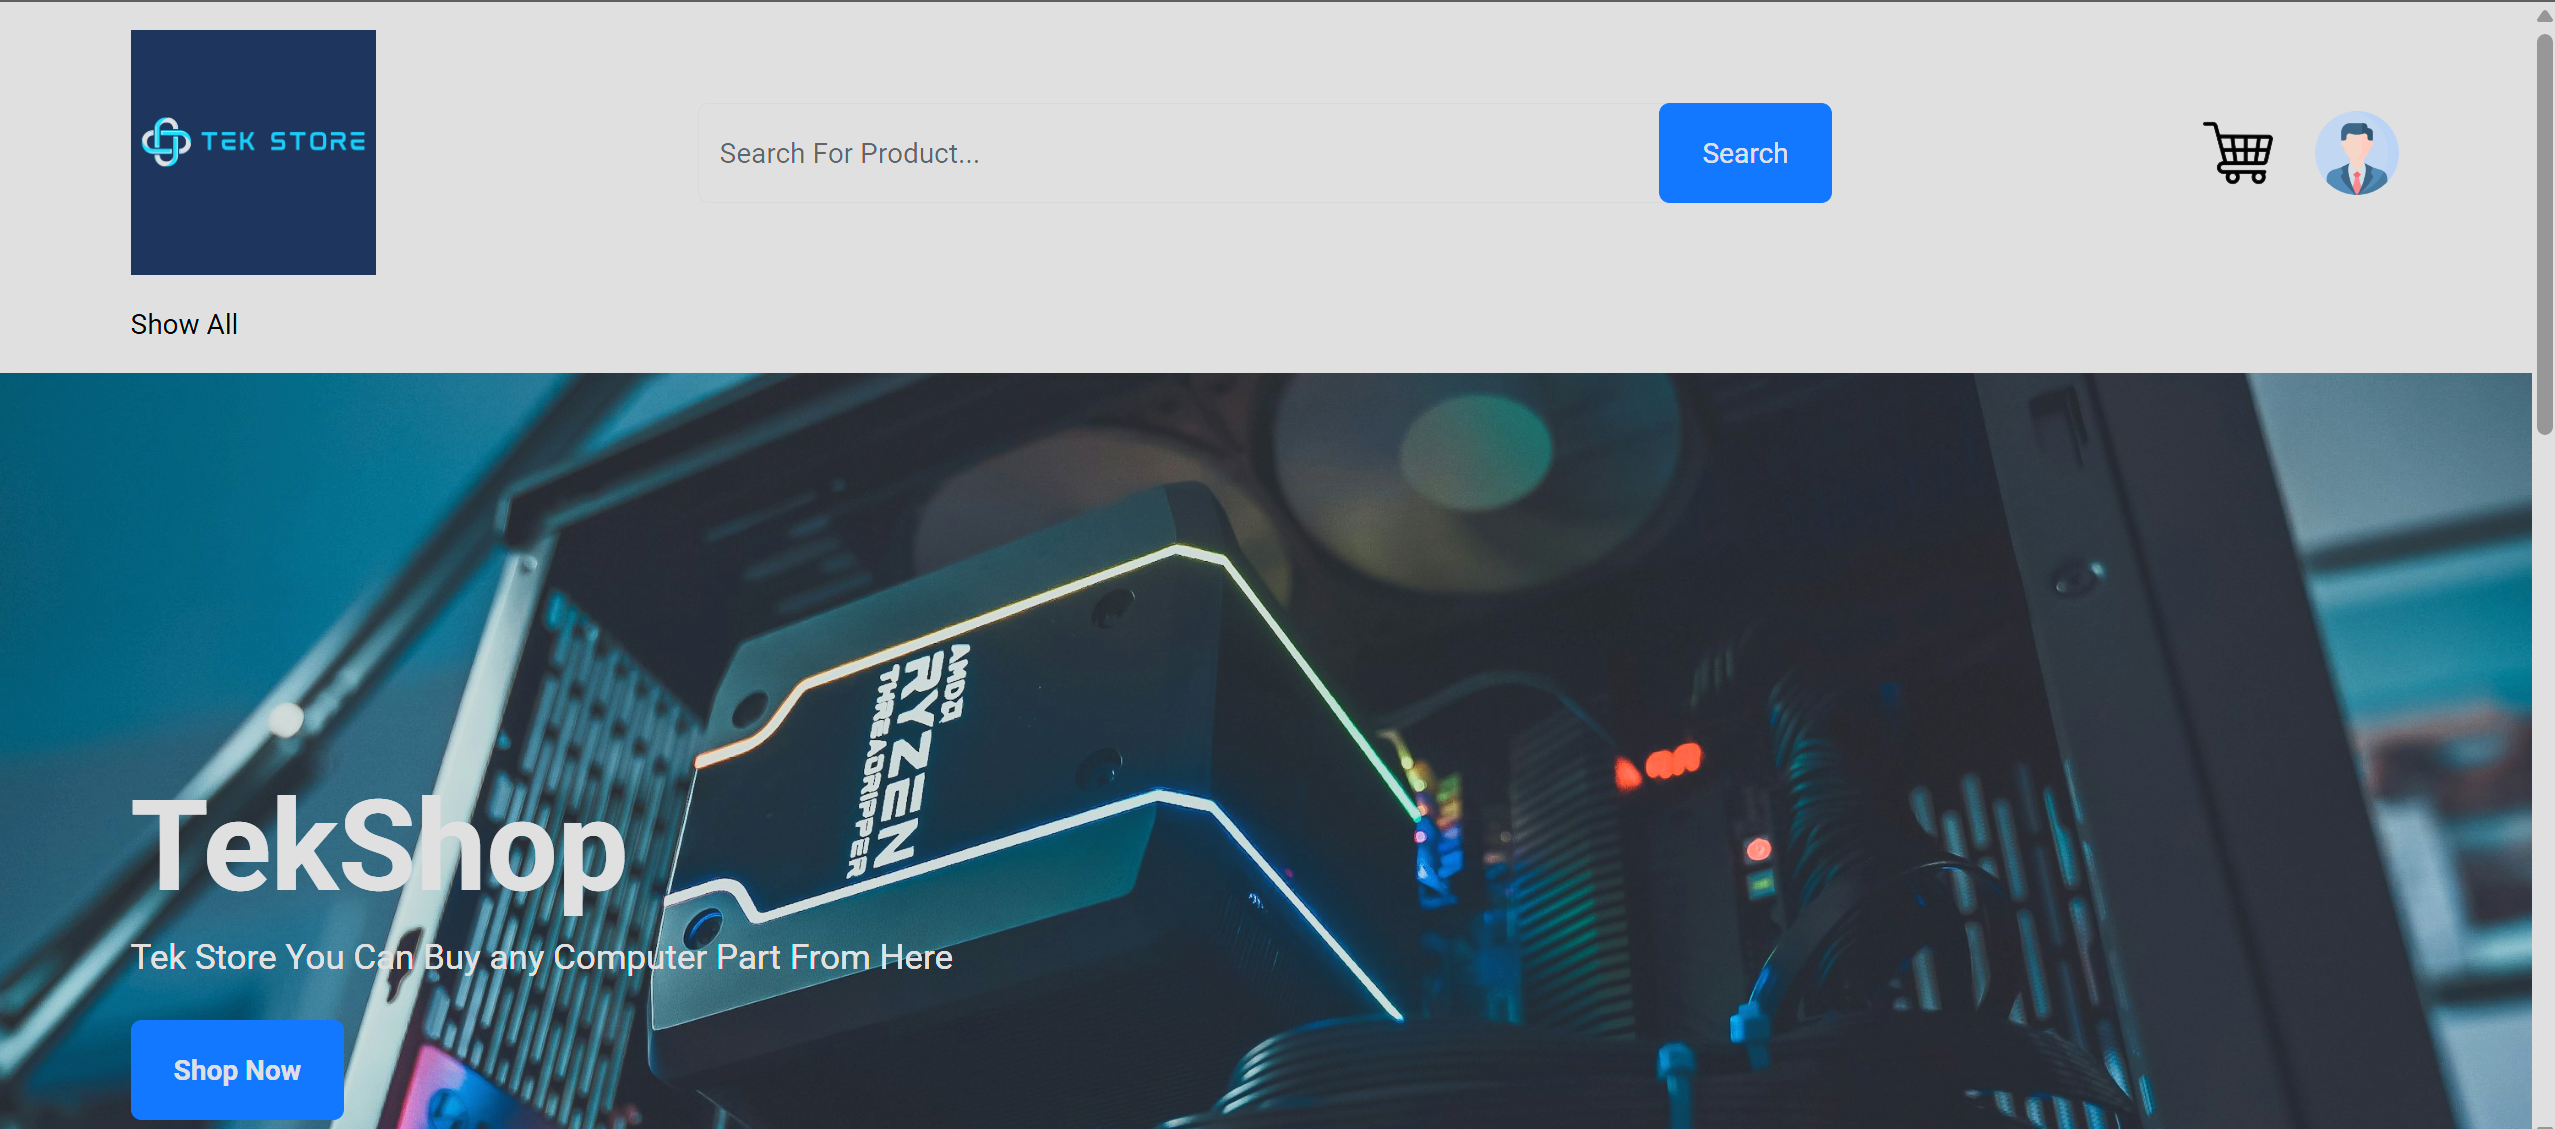 TEK STORE
Search For Product...
Search
Show All
AMD
RYZEN
THREADRIPPER
TekShop
Tek Store You Can Buy any Computer Part From Here
Shop Now